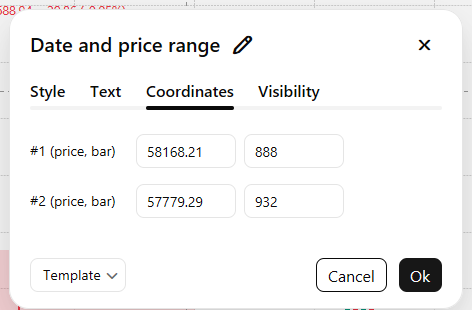 Date and price range
Style Text Coordinates Visibility
#1 (price, bar) 58168.21 888
#2 (price, bar) 57779.29 932
Template Cancel Ok